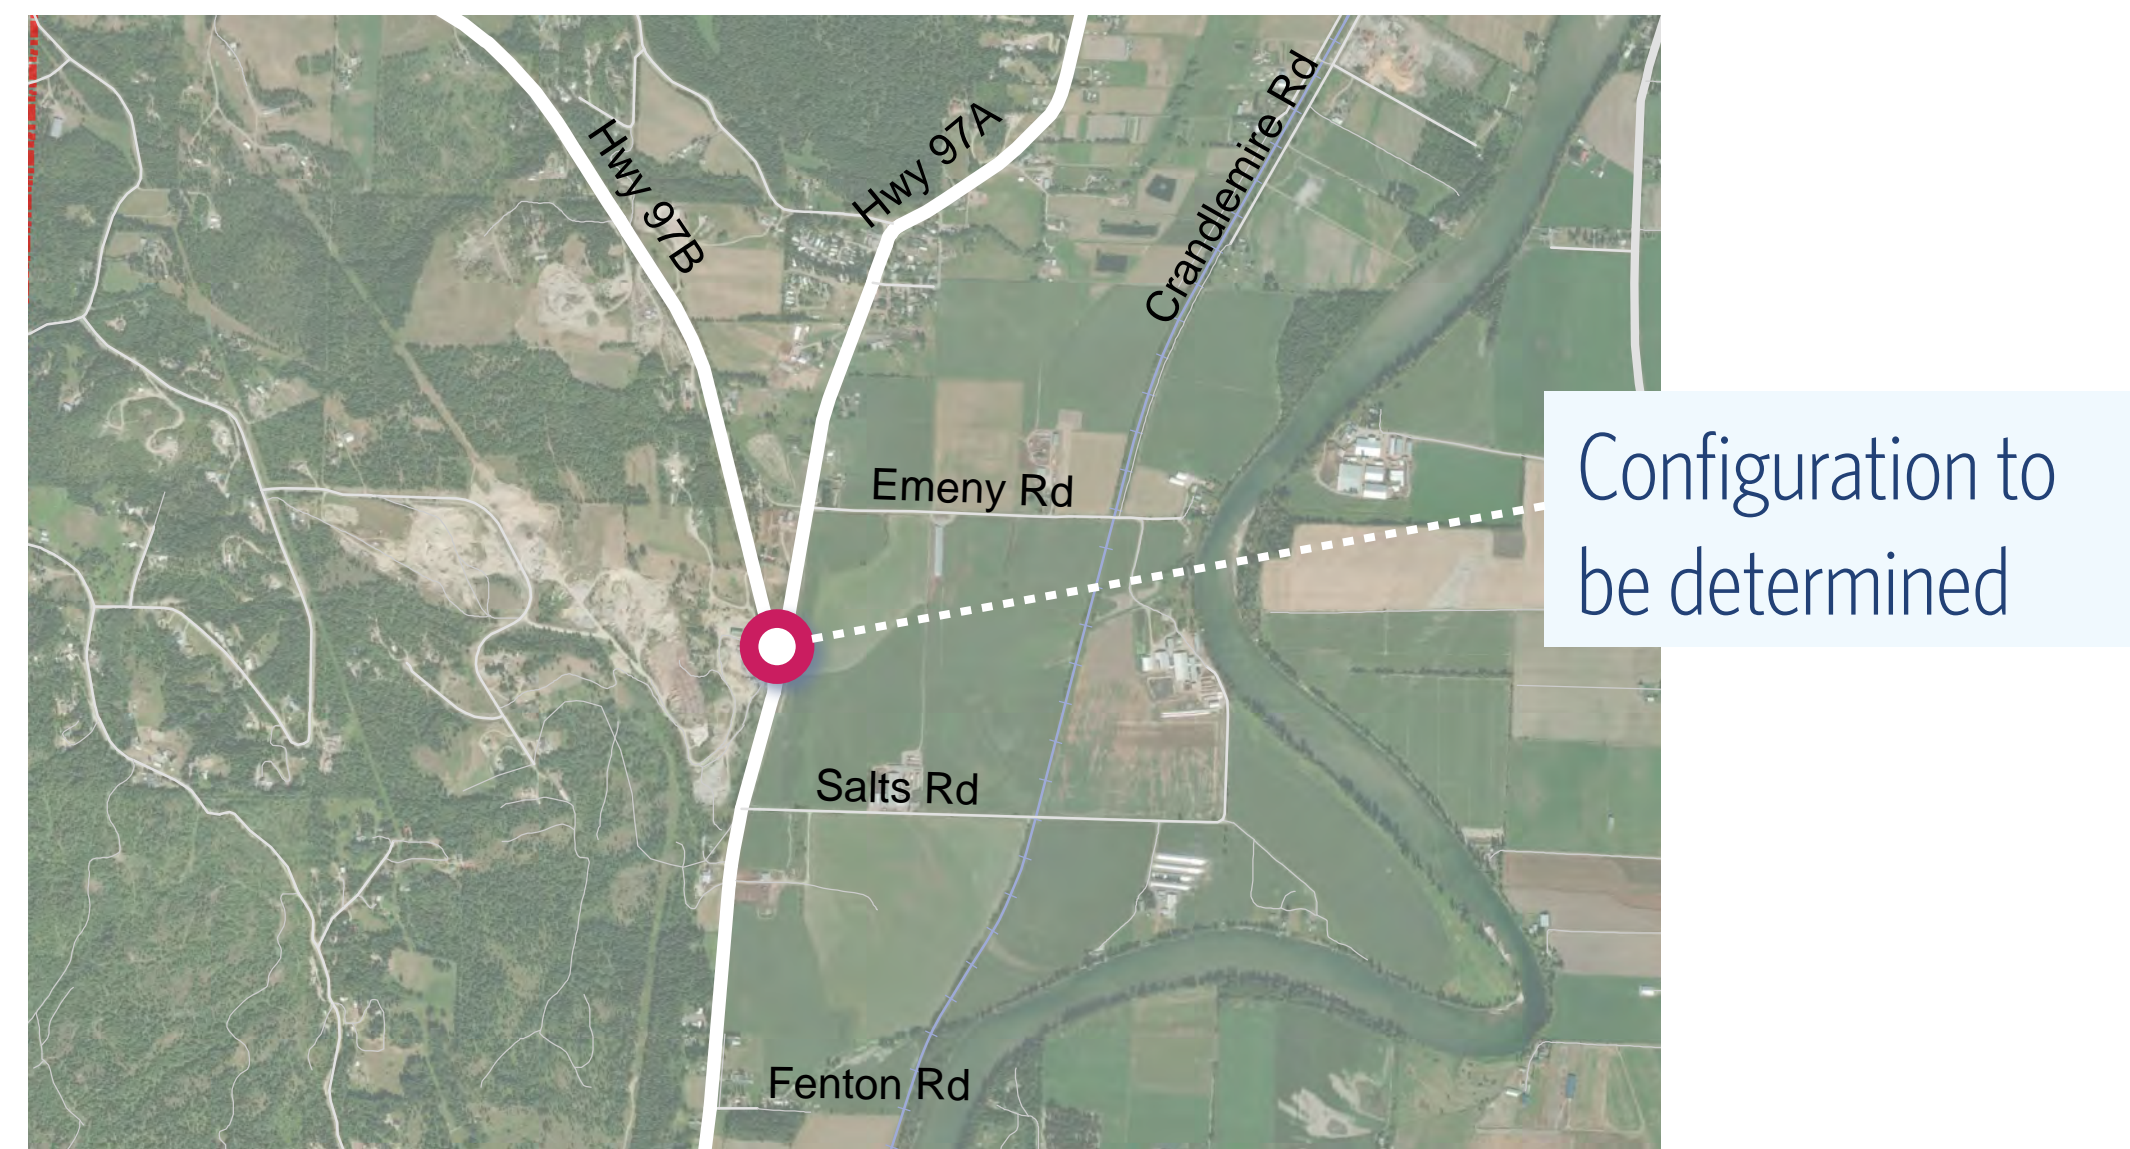 Hwy 97B
Hwy 97A
Crandlemire Rd
Emeny Rd
Configuration to
be determined
Salts Rd
Fenton Rd